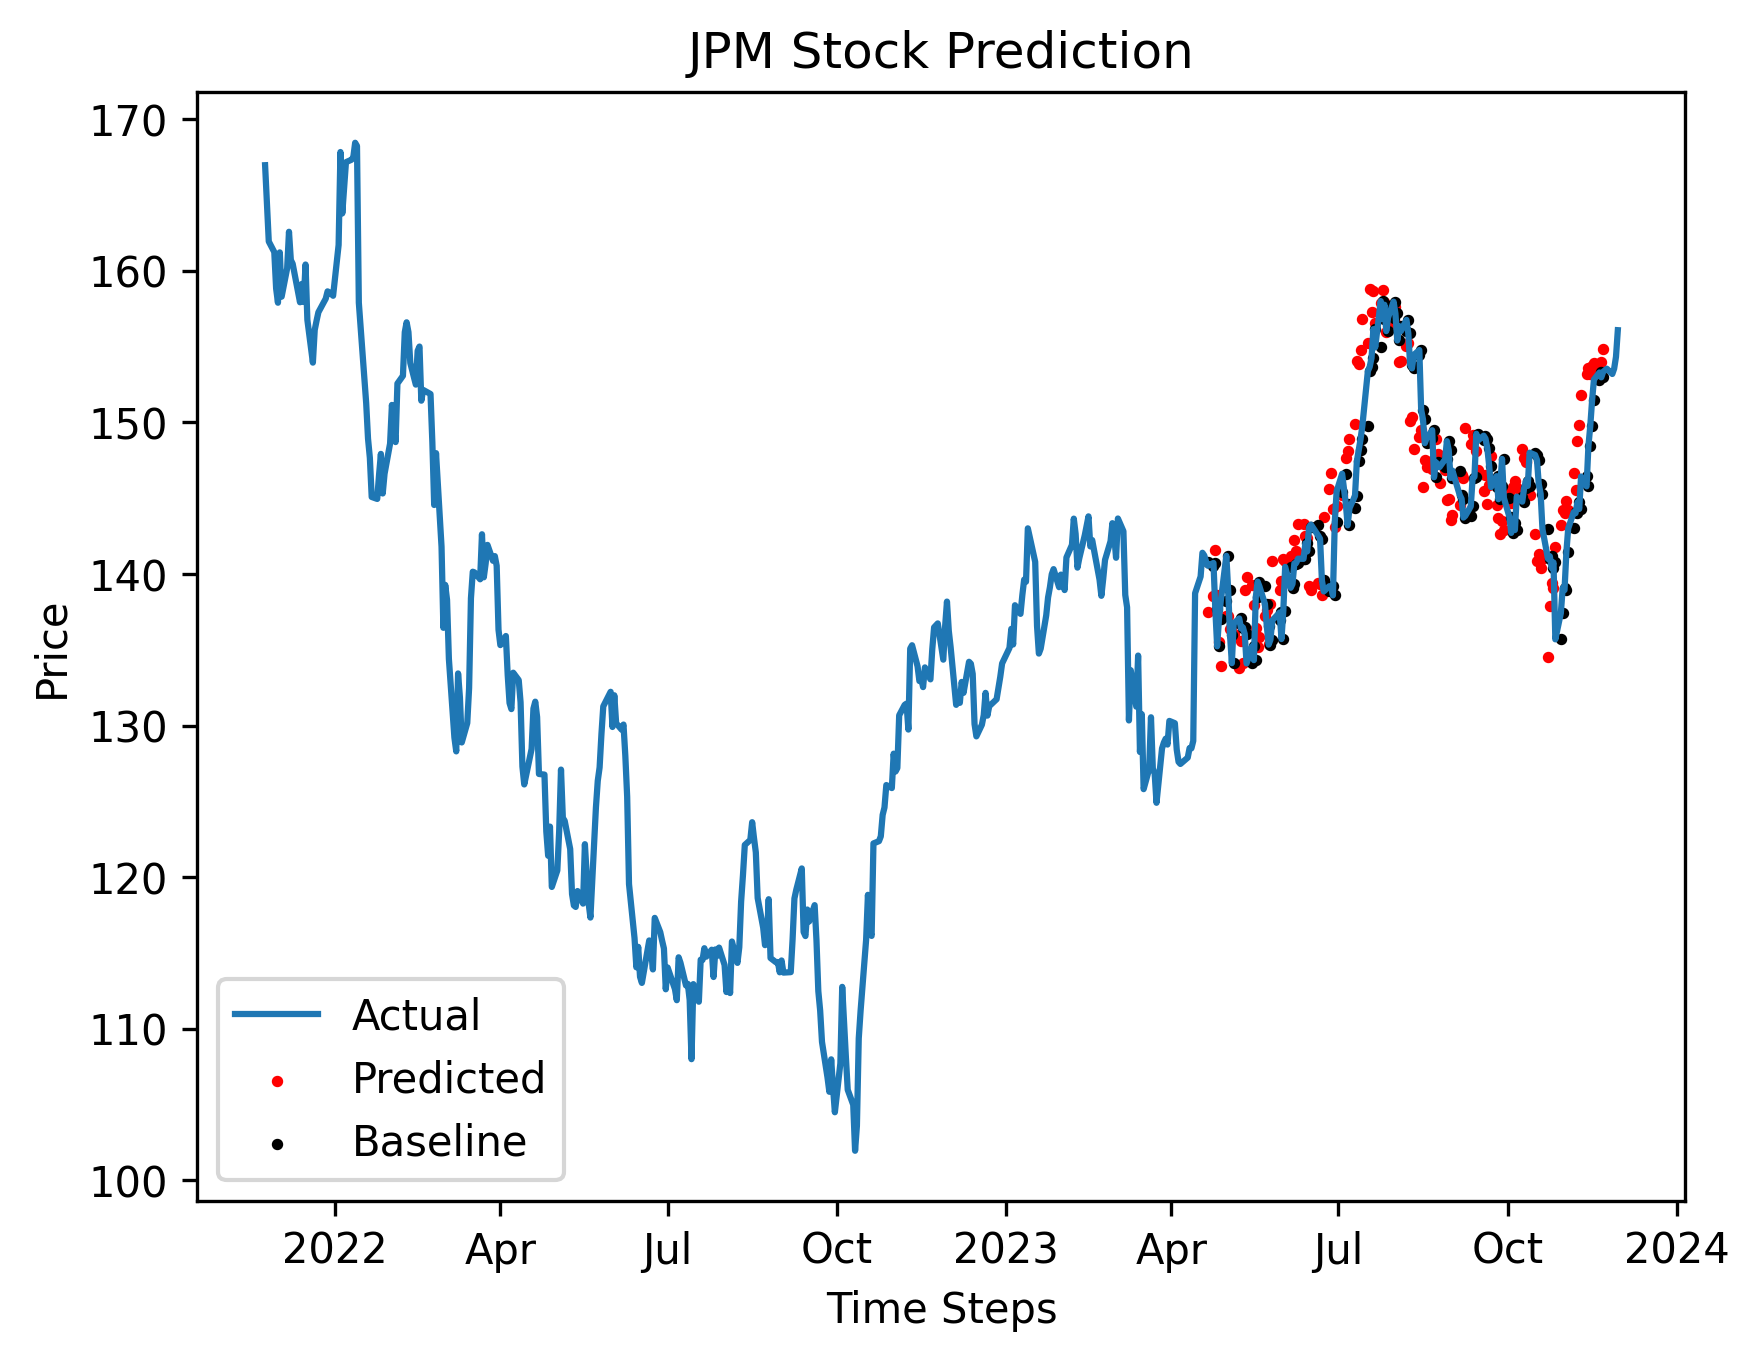 JPM Stock Prediction
170
160
150
140
130
120
110
100
Price
Actual
Predicted
Baseline
2022 Apr Jul Oct 2023 Apr Jul Oct 2024
Time Steps